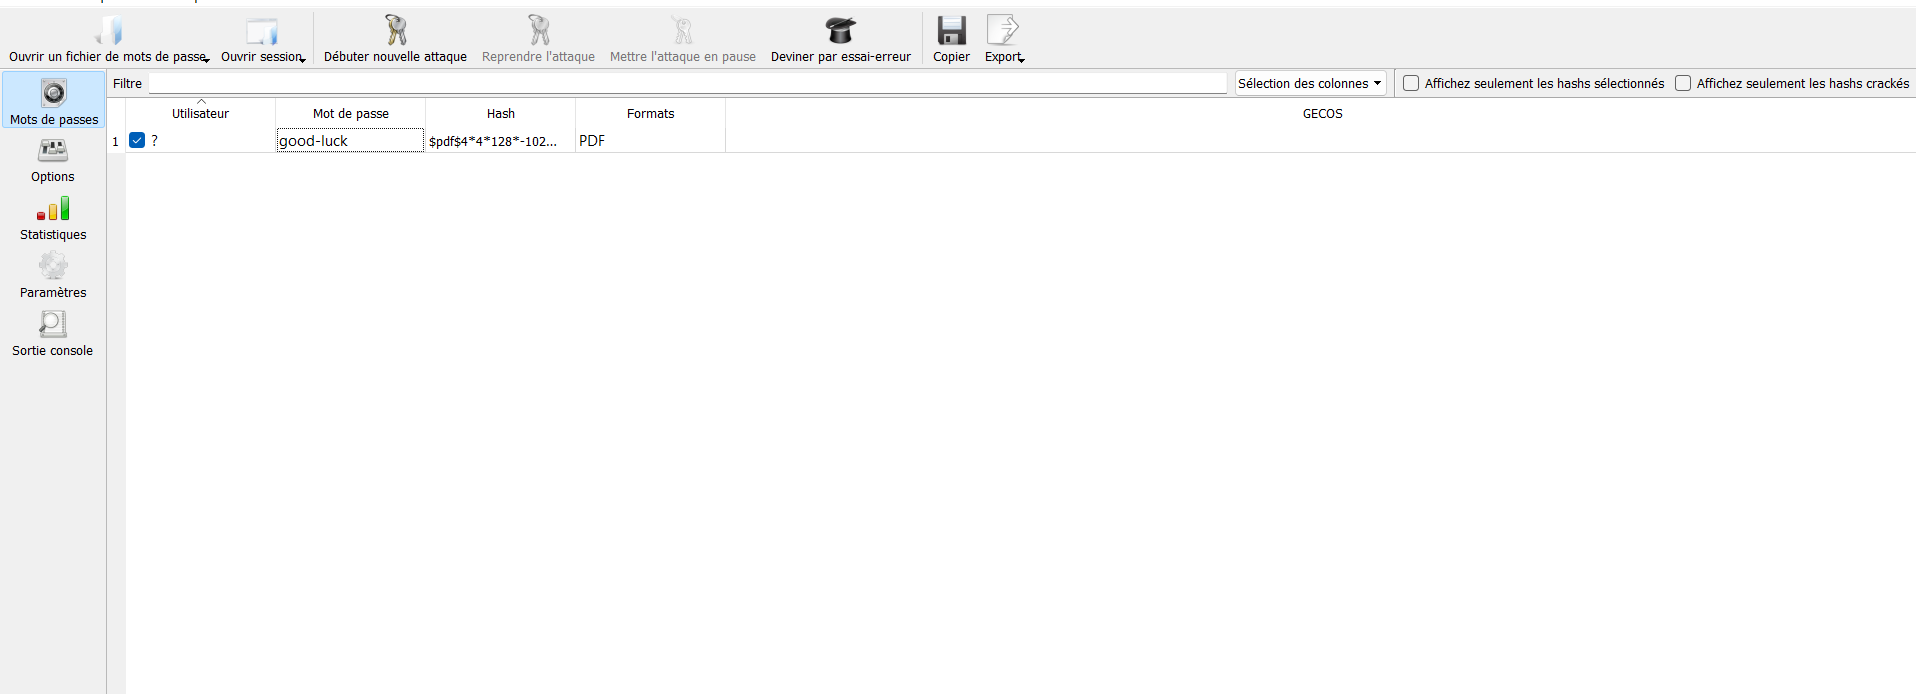 Ouvrir un fichier de mots de passe Ouvrir session Débuter nouvelle attaque Reprendre l'attaque Mettre l'attaque en pause Deviner par essai-erreur Copier Export
Filtre Sélection des colonnes Affichez seulement les hashs sélectionnés Affichez seulement les hashs crackés
Mots de passes
Utilisateur Mot de passe Hash Formats GECOS
1 ? good-luck $pdf$4*4*128*-102... PDF
Options
Statistiques
Paramètres
Sortie console